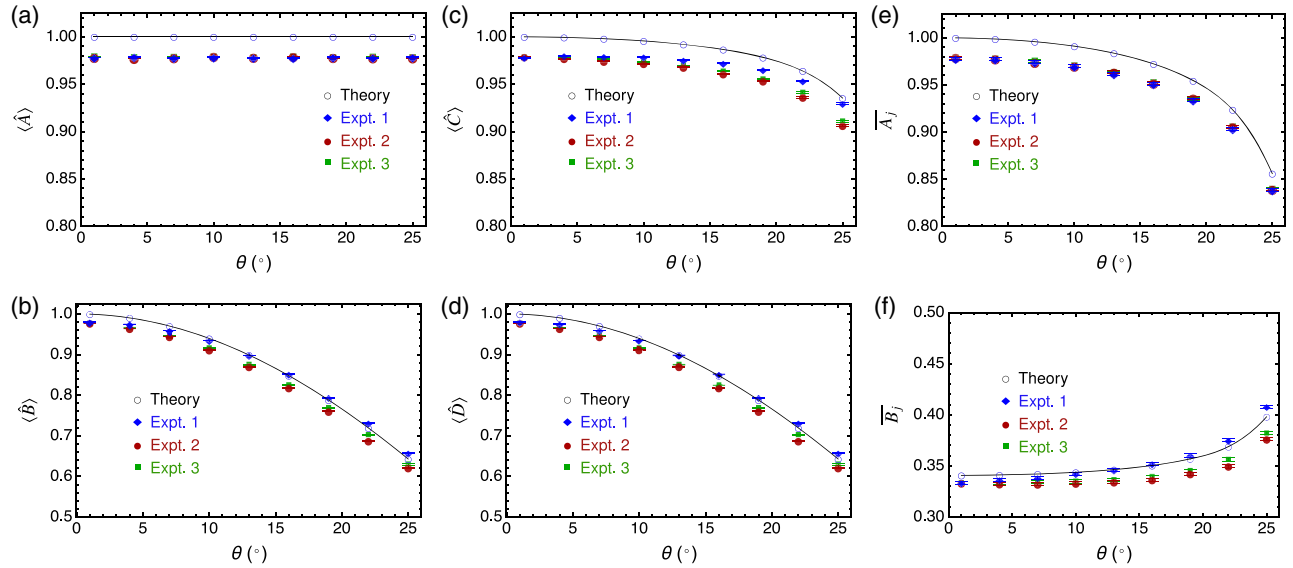 (a)
⟨Â⟩
1.00
0.95
0.90
0.85
0.80
Theory
Expt. 1
Expt. 2
Expt. 3
0 5 10 15 20 25
θ (°)
(c)
⟨Ĉ⟩
1.00
0.95
0.90
0.85
0.80
Theory
Expt. 1
Expt. 2
Expt. 3
0 5 10 15 20 25
θ (°)
(e)
A̅ⱼ
1.00
0.95
0.90
0.85
0.80
Theory
Expt. 1
Expt. 2
Expt. 3
0 5 10 15 20 25
θ (°)
(b)
⟨B̂⟩
1.0
0.9
0.8
0.7
0.6
0.5
Theory
Expt. 1
Expt. 2
Expt. 3
0 5 10 15 20 25
θ (°)
(d)
⟨D̂⟩
1.0
0.9
0.8
0.7
0.6
0.5
Theory
Expt. 1
Expt. 2
Expt. 3
0 5 10 15 20 25
θ (°)
(f)
B̅ⱼ
0.50
0.45
0.40
0.35
0.30
Theory
Expt. 1
Expt. 2
Expt. 3
0 5 10 15 20 25
θ (°)